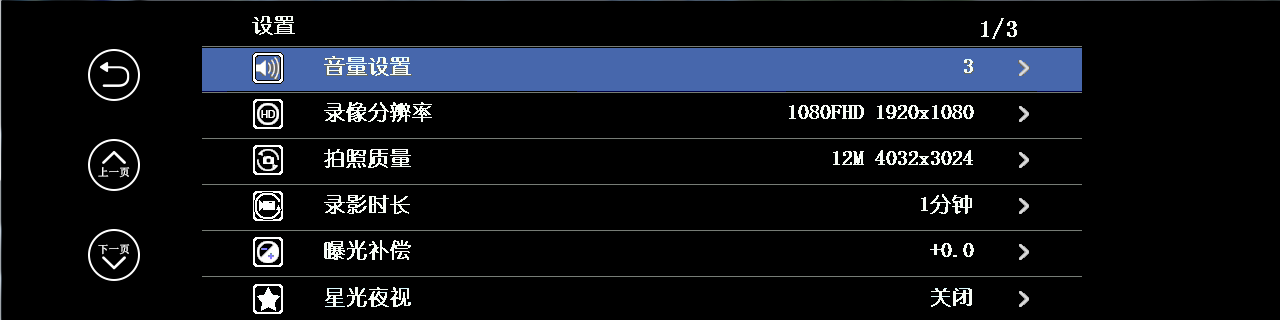 设置 1/3
音量设置 3
HD 录像分辨率 1080FHD 1920x1080
上一页
拍照质量 12M 4032x3024
录影时长 1分钟
下一页
曝光补偿 +0.0
星光夜视 关闭